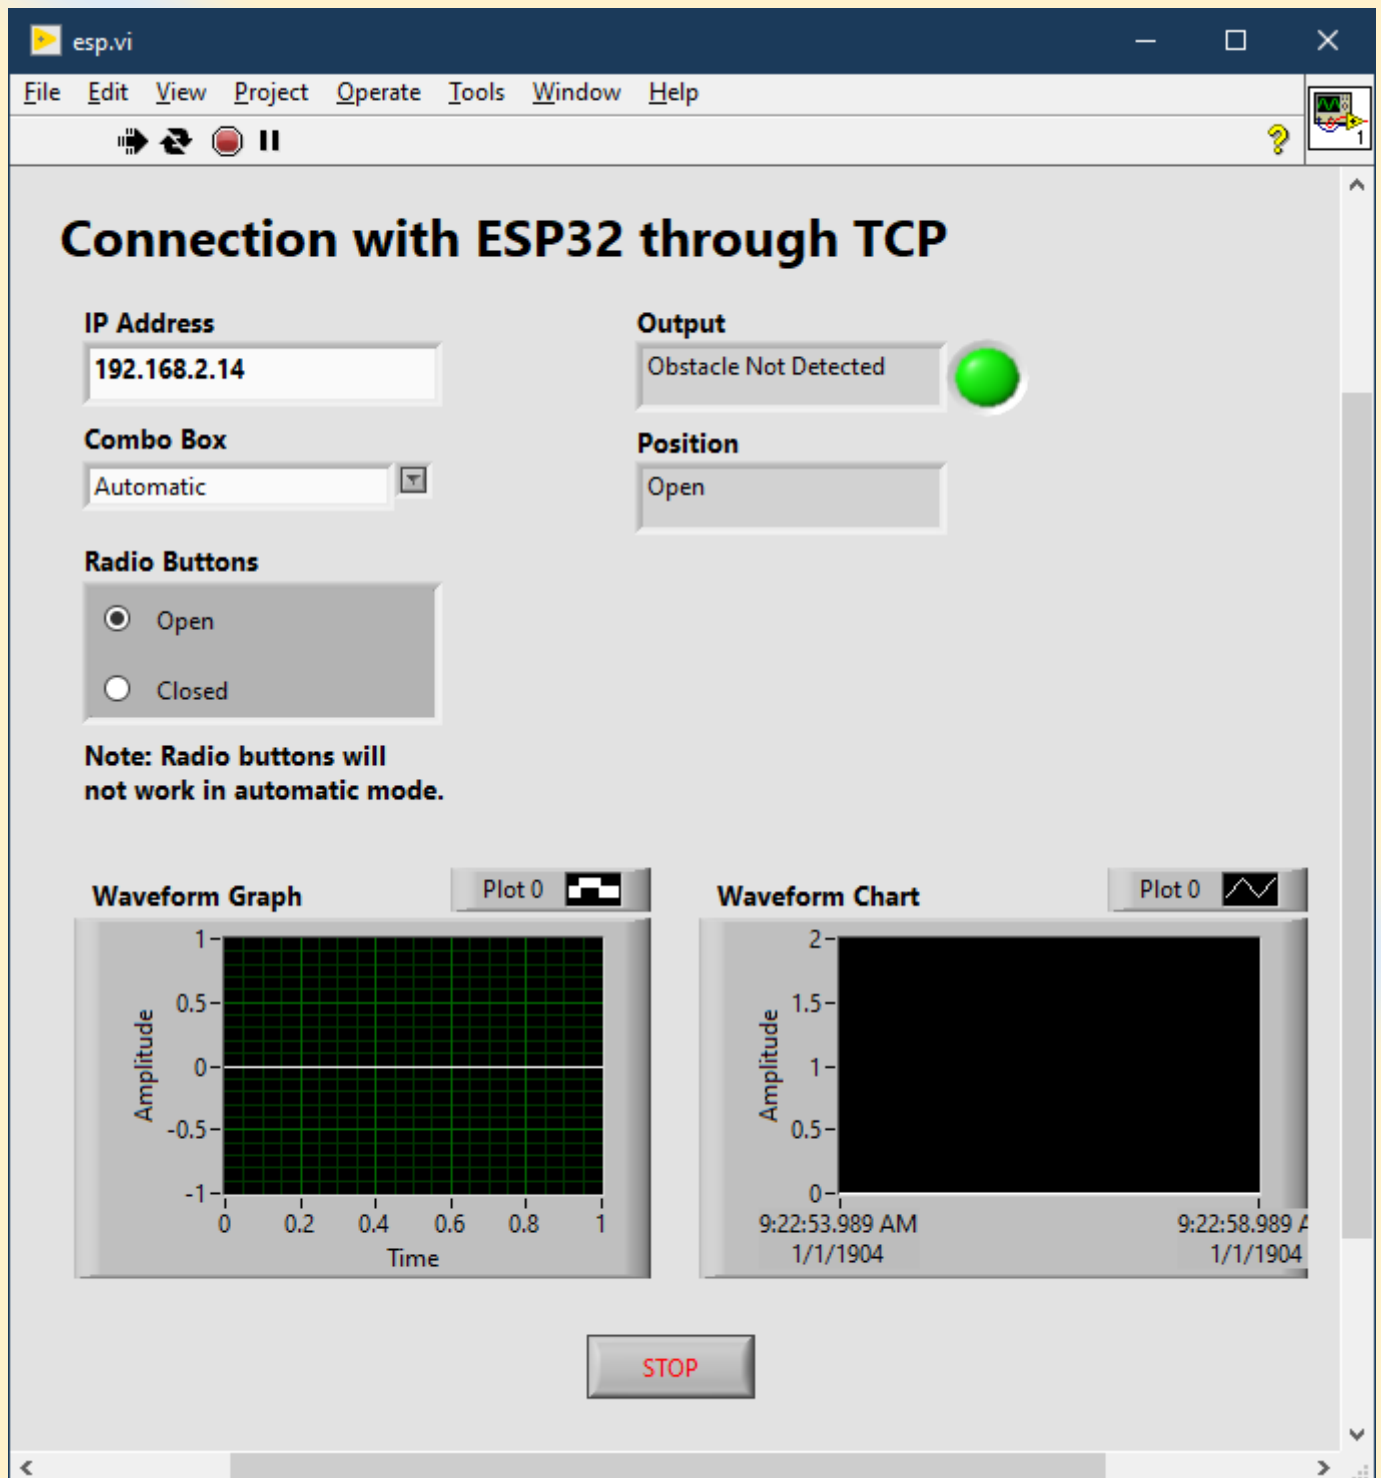 esp.vi
File Edit View Project Operate Tools Window Help
1
Connection with ESP32 through TCP
IP Address
192.168.2.14
Output
Obstacle Not Detected
Combo Box
Automatic
Position
Open
Radio Buttons
Open
Closed
Note: Radio buttons will
not work in automatic mode.
Waveform Graph
Plot 0
1
0.5
0
-0.5
-1
Amplitude
0 0.2 0.4 0.6 0.8 1
Time
Waveform Chart
Plot 0
2
1.5
1
0.5
0
Amplitude
9:22:53.989 AM 9:22:58.989 A
1/1/1904 1/1/1904
STOP